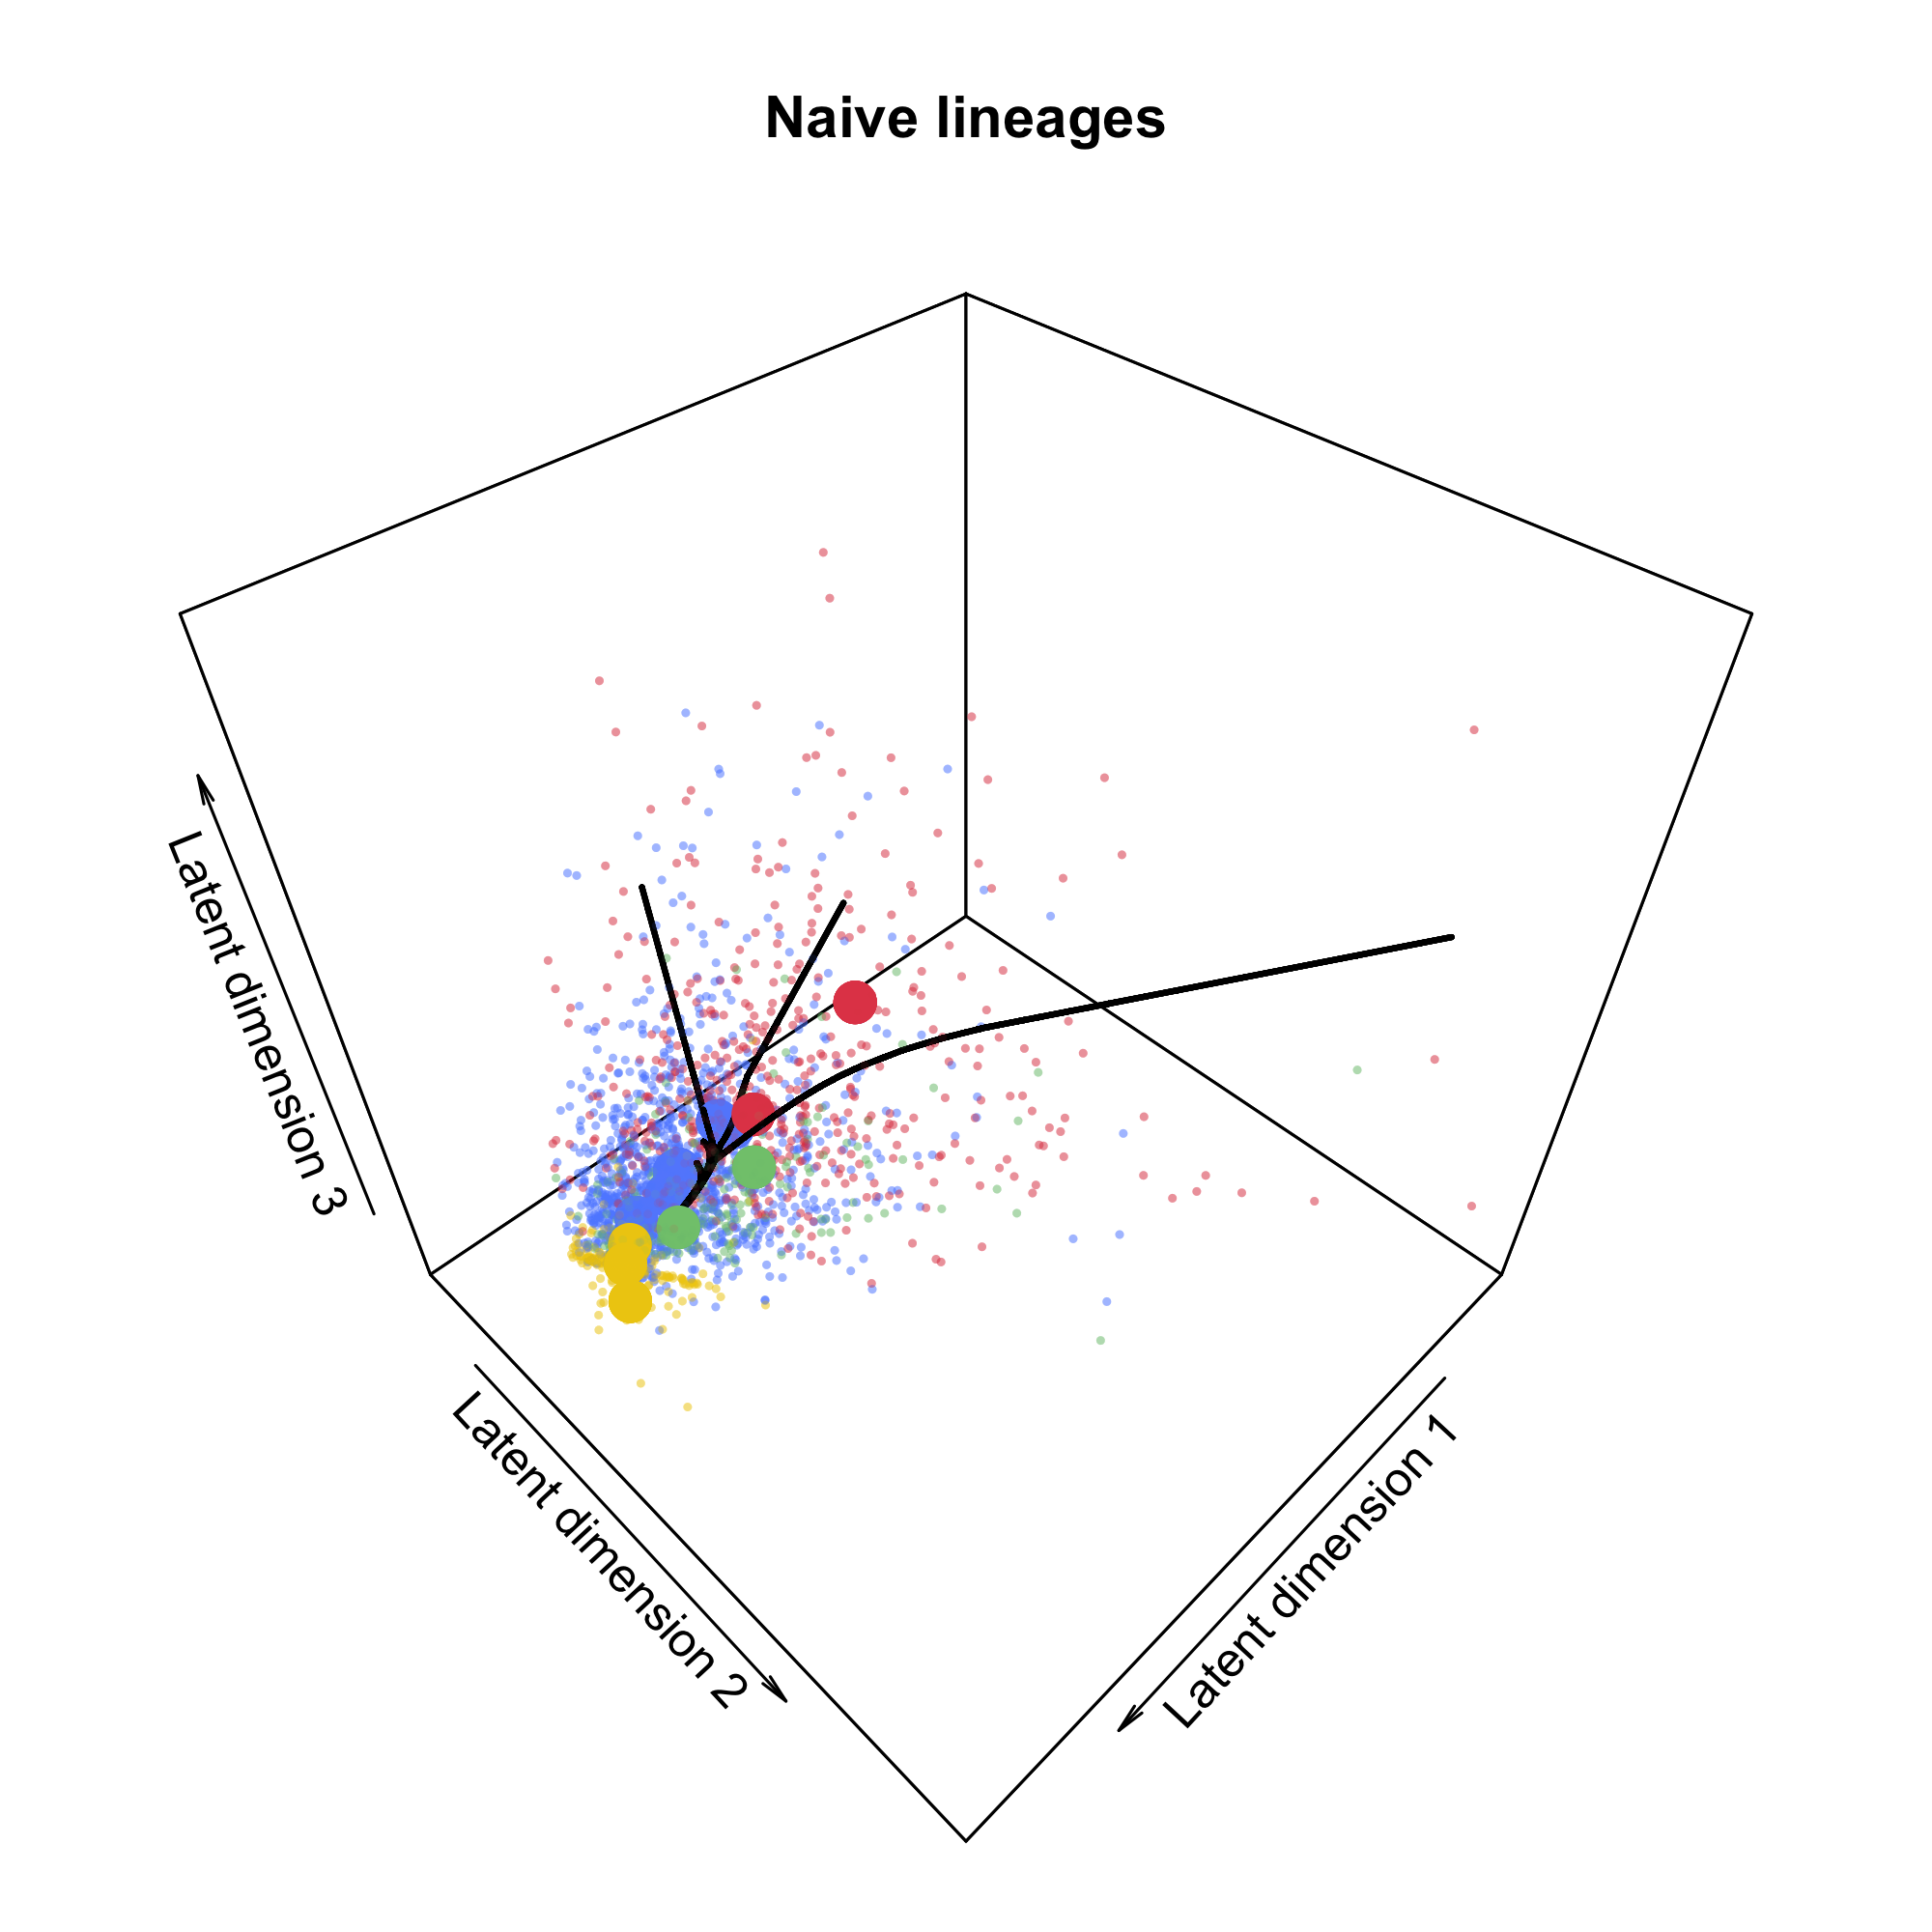 Naive lineages
Latent dimension 3
Latent dimension 2
Latent dimension 1